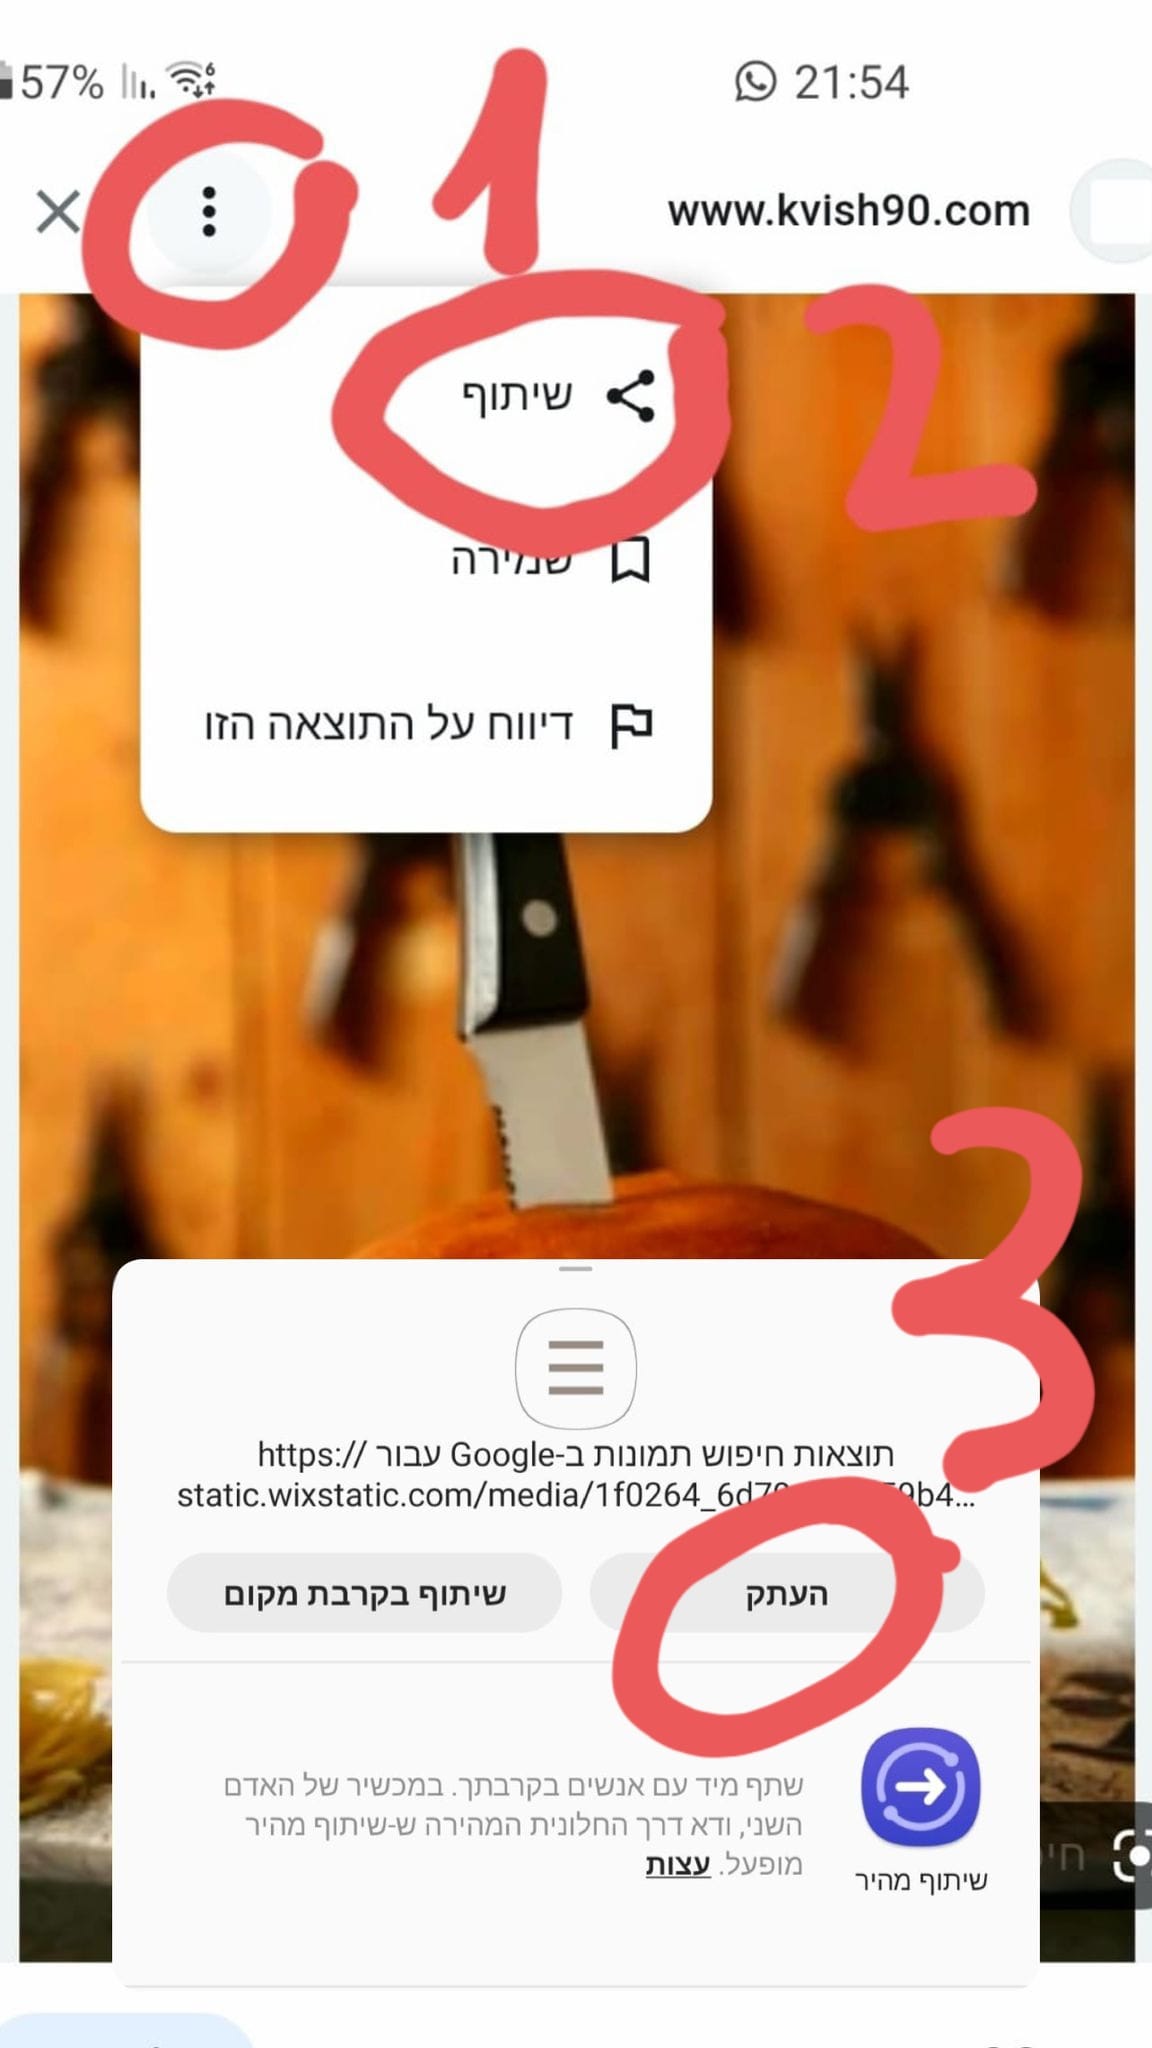 57% 21:54
1
www.kvish90.com
שיתוף
2
שמירה
דיווח על התוצאה הזו
3
תוצאות חיפוש תמונות ב-Google עבור https://
static.wixstatic.com/media/1f0264_6d7 9b4...
העתק שיתוף בקרבת מקום
שתף מיד עם אנשים בקרבתך. במכשיר של האדם
השני, ודא דרך החלונית המהירה ש-שיתוף מהיר
מופעל. עצות
שיתוף מהיר